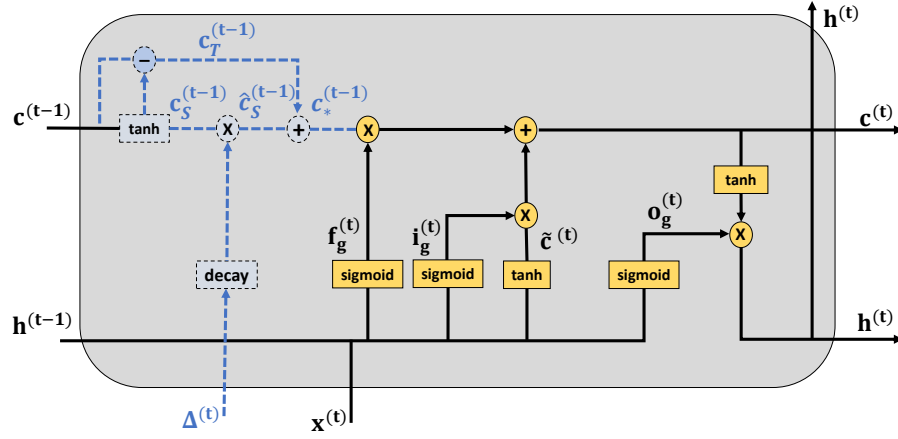 h^(t)
c_T^(t-1)
−
c^(t-1)
c_S^(t-1)
ĉ_S^(t-1)
c_*^(t-1)
c^(t)
tanh
X
+
X
+
tanh
f_g^(t)
i_g^(t)
X
c̃^(t)
o_g^(t)
X
decay
sigmoid
sigmoid
tanh
sigmoid
h^(t-1)
h^(t)
Δ^(t)
x^(t)